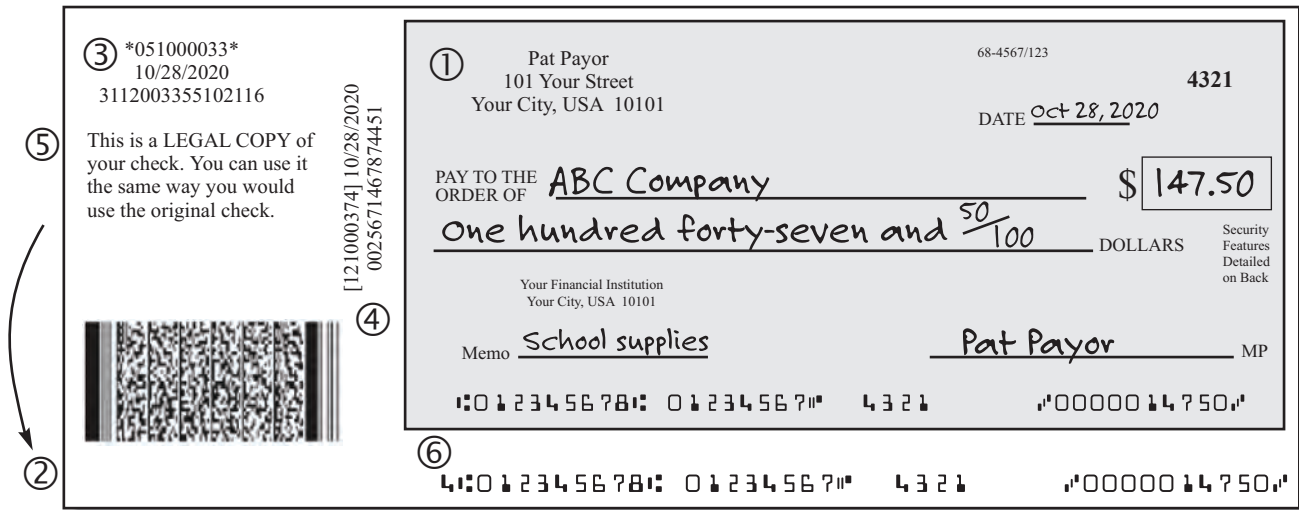 ③ *051000033*
10/28/2020
3112003355102116
⑤ This is a LEGAL COPY of
your check. You can use it
the same way you would
use the original check.
②
[121000374] 10/28/2020
0025671467874451
④
① Pat Payor
101 Your Street
Your City, USA 10101
68-4567/123
4321
DATE Oct 28, 2020
PAY TO THE
ORDER OF ABC Company $ 147.50
One hundred forty-seven and 50/100 DOLLARS
Security
Features
Detailed
on Back
Your Financial Institution
Your City, USA 10101
Memo School supplies Pat Payor MP
⑆012345678⑆ 01234567⑈ 4321 ⑇0000014750⑇
⑥
4⑆012345678⑆ 01234567⑈ 4321 ⑇0000014750⑇